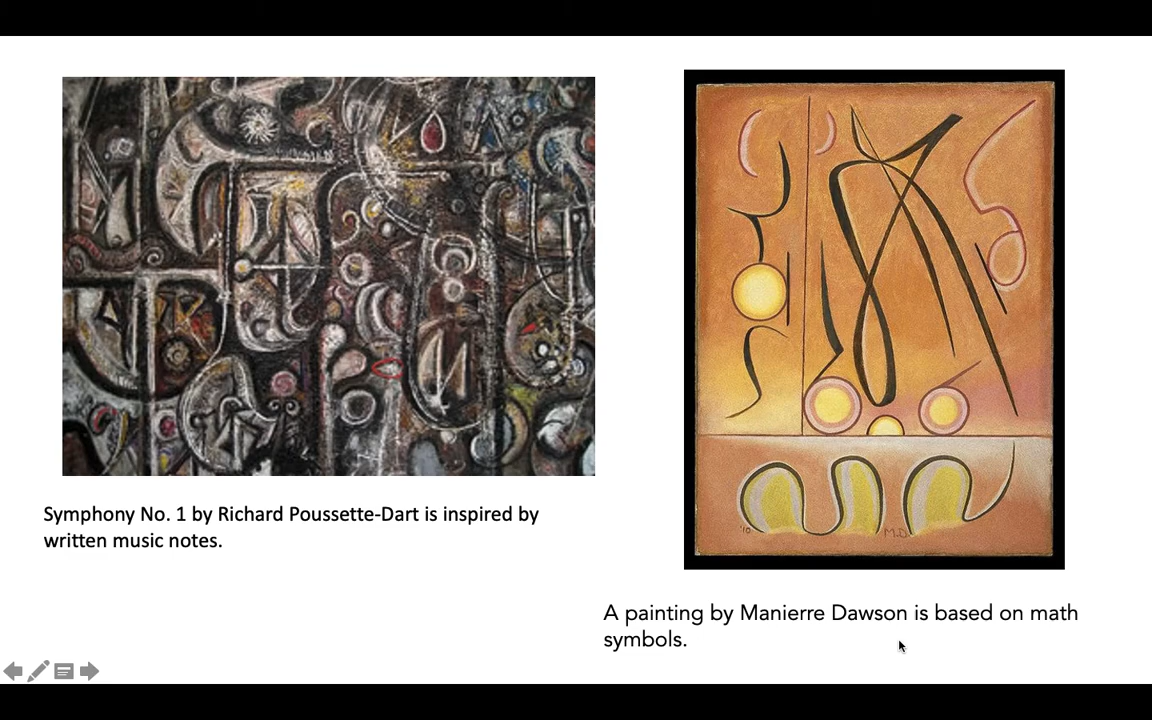 Symphony No. 1 by Richard Poussette-Dart is inspired by
written music notes.
'10
M.D.
A painting by Manierre Dawson is based on math
symbols.